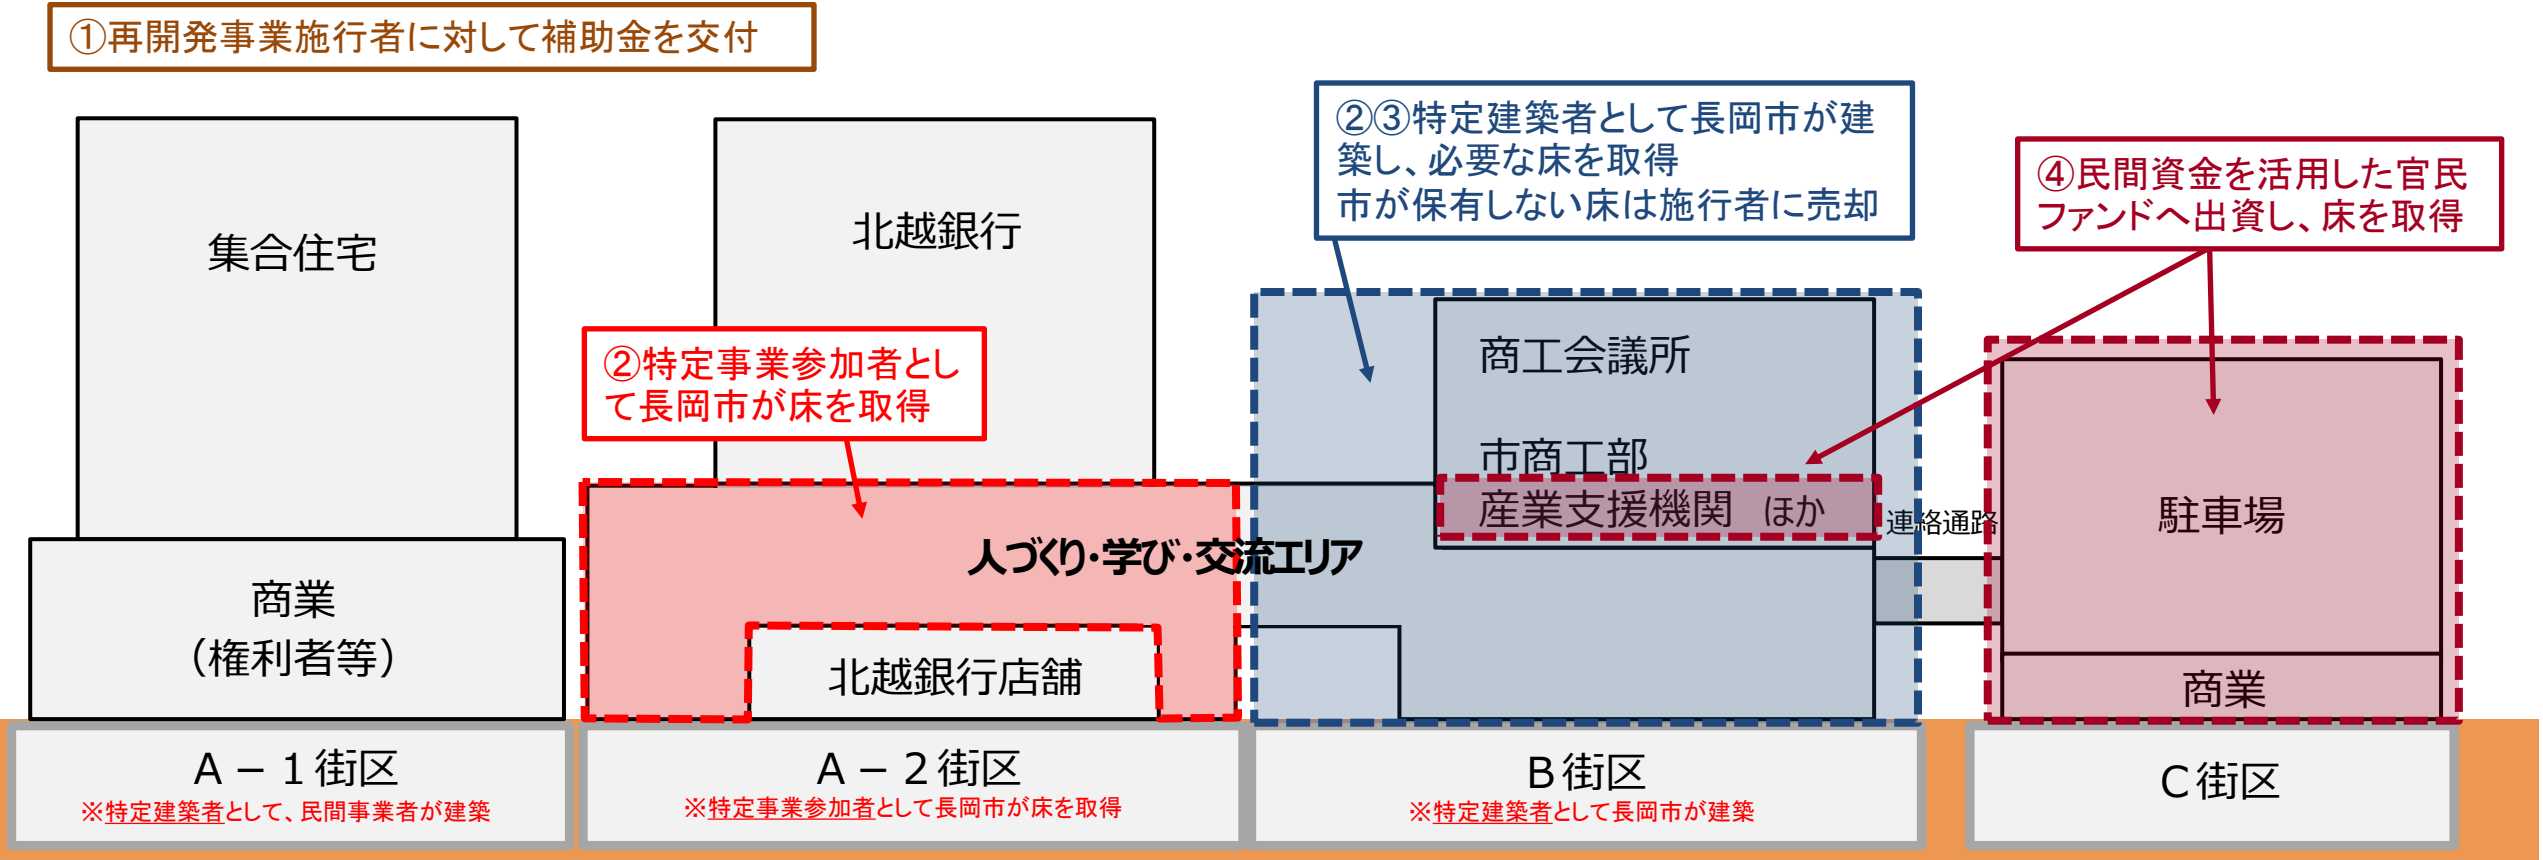 ①再開発事業施行者に対して補助金を交付
②③特定建築者として長岡市が建
築し、必要な床を取得
市が保有しない床は施行者に売却
④民間資金を活用した官民
ファンドへ出資し、床を取得
集合住宅
北越銀行
②特定事業参加者とし
て長岡市が床を取得
商工会議所
市商工部
産業支援機関　ほか
連絡通路
駐車場
人づくり・学び・交流エリア
商業
（権利者等）
北越銀行店舗
商業
Ａ－１街区
※特定建築者として、民間事業者が建築
Ａ－２街区
※特定事業参加者として長岡市が床を取得
Ｂ街区
※特定建築者として長岡市が建築
Ｃ街区